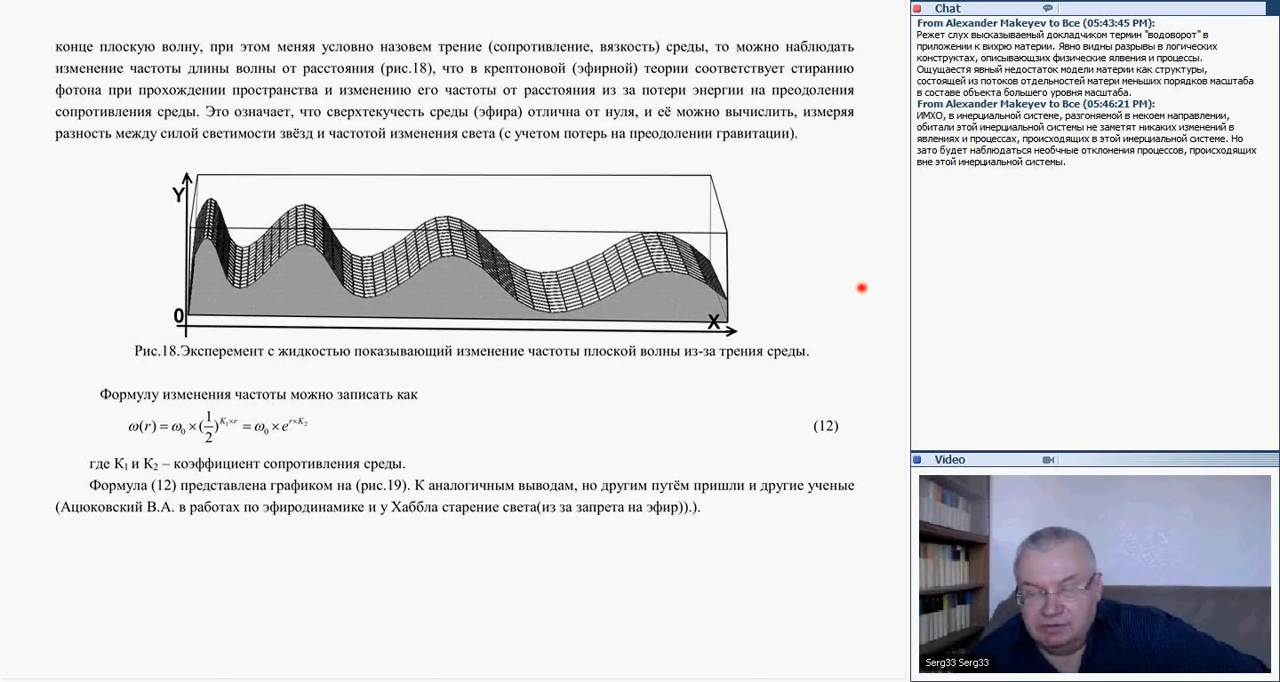 конце плоскую волну, при этом меняя условно назовем трение (сопротивление, вязкость) среды, то можно наблюдать
изменение частоты длины волны от расстояния (рис.18), что в крептоновой (эфирной) теории соответствует стиранию
фотона при прохождении пространства и изменению его частоты от расстояния из за потери энергии на преодоления
сопротивления среды. Это означает, что сверхтекучесть среды (эфира) отлична от нуля, и её можно вычислить, измеряя
разность между силой светимости звёзд и частотой изменения света (с учетом потерь на преодолении гравитации).
Y
0
X
Рис.18.Эксперемент с жидкостью показывающий изменение частоты плоской волны из-за трения среды.
Формулу изменения частоты можно записать как
ω(r) = ω₀ × (1/2)^(K₁×r) = ω₀ × e^(r×K₂) (12)
где К₁ и К₂ – коэффициент сопротивления среды.
Формула (12) представлена графиком на (рис.19). К аналогичным выводам, но другим путём пришли и другие ученые
(Ацюковский В.А. в работах по эфиродинамике и у Хаббла старение света(из за запрета на эфир)).).
Chat
From Alexander Makeyev to Все (05:43:45 PM):
Режет слух высказываемый докладчиком термин "водоворот" в
приложении к вихрю материи. Явно видны разрывы в логических
конструктах, описывающзих физические ялвения и процессы.
Ощущаестя явный недостаток модели материи как структуры,
состоящей из потоков отдельностей матери меньших порядков масштаба
в составе объекта большего уровня масштаба.
From Alexander Makeyev to Все (05:46:21 PM):
ИМХО, в инерциальной системе, разгоняемой в некоем направлении,
обитали этой инерциальной системы не заметят никаких изменений в
явлениях и процессах, происходящих в этой инерциальной системе. Но
зато будет наблюдаться необчные отклонения процессов, происходящих
вне этой инерциальной системы.
Video
Serg33 Serg33